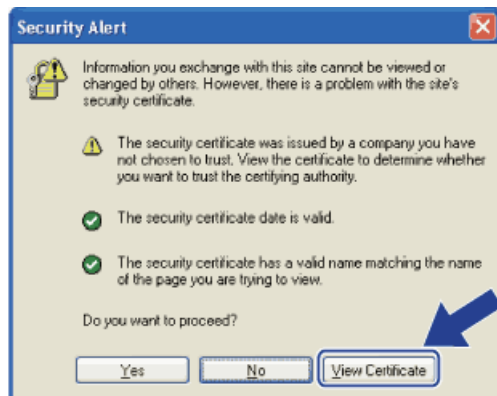 Security Alert
Information you exchange with this site cannot be viewed or
changed by others. However, there is a problem with the site's
security certificate.
The security certificate was issued by a company you have
not chosen to trust. View the certificate to determine whether
you want to trust the certifying authority.
The security certificate date is valid.
The security certificate has a valid name matching the name
of the page you are trying to view.
Do you want to proceed?
Yes No View Certificate